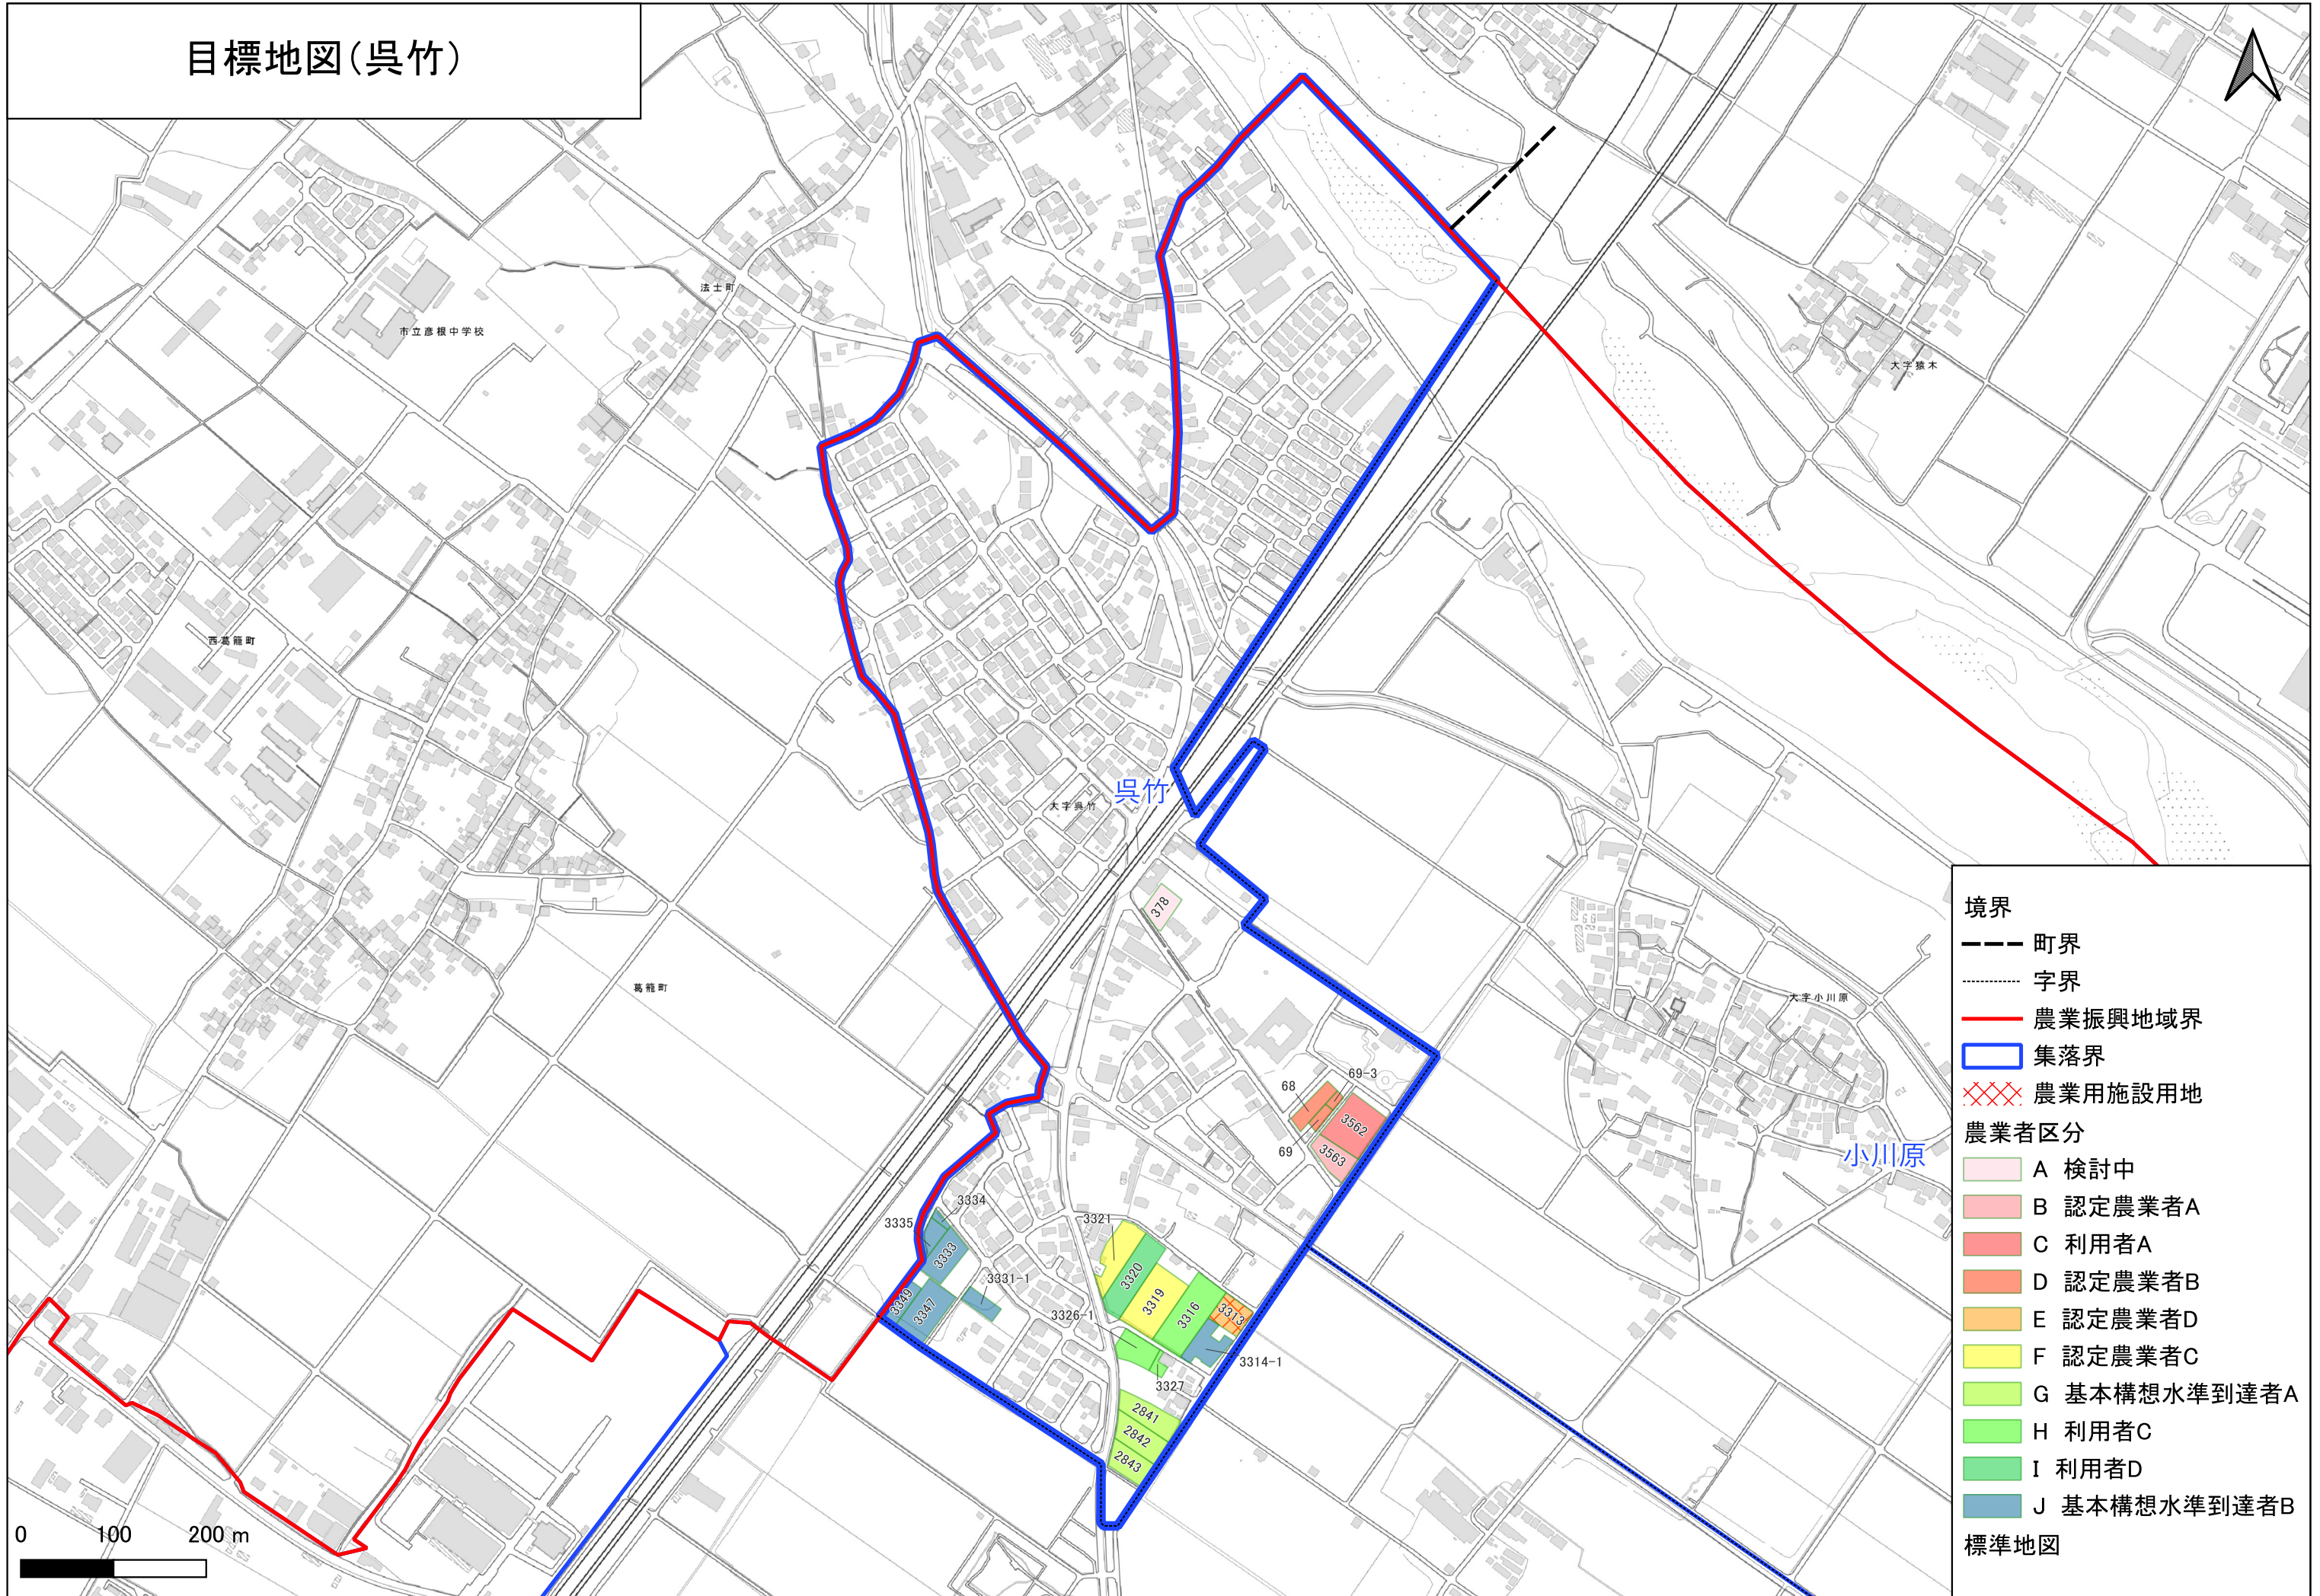 目標地図(呉竹)
法士町
市立彦根中学校
大字猿木
西葛籠町
呉竹
大字呉竹
378
葛籠町
大字小川原
69-3
68
3562
69
3563
小川原
3334
3335
3333
3321
3331-1
3320
3349
3347
3319
3316
3326-1
3313
3314-1
3327
2841
2842
2843
0 100 200 m
境界
町界
字界
農業振興地域界
集落界
農業用施設用地
農業者区分
A 検討中
B 認定農業者A
C 利用者A
D 認定農業者B
E 認定農業者D
F 認定農業者C
G 基本構想水準到達者A
H 利用者C
I 利用者D
J 基本構想水準到達者B
標準地図